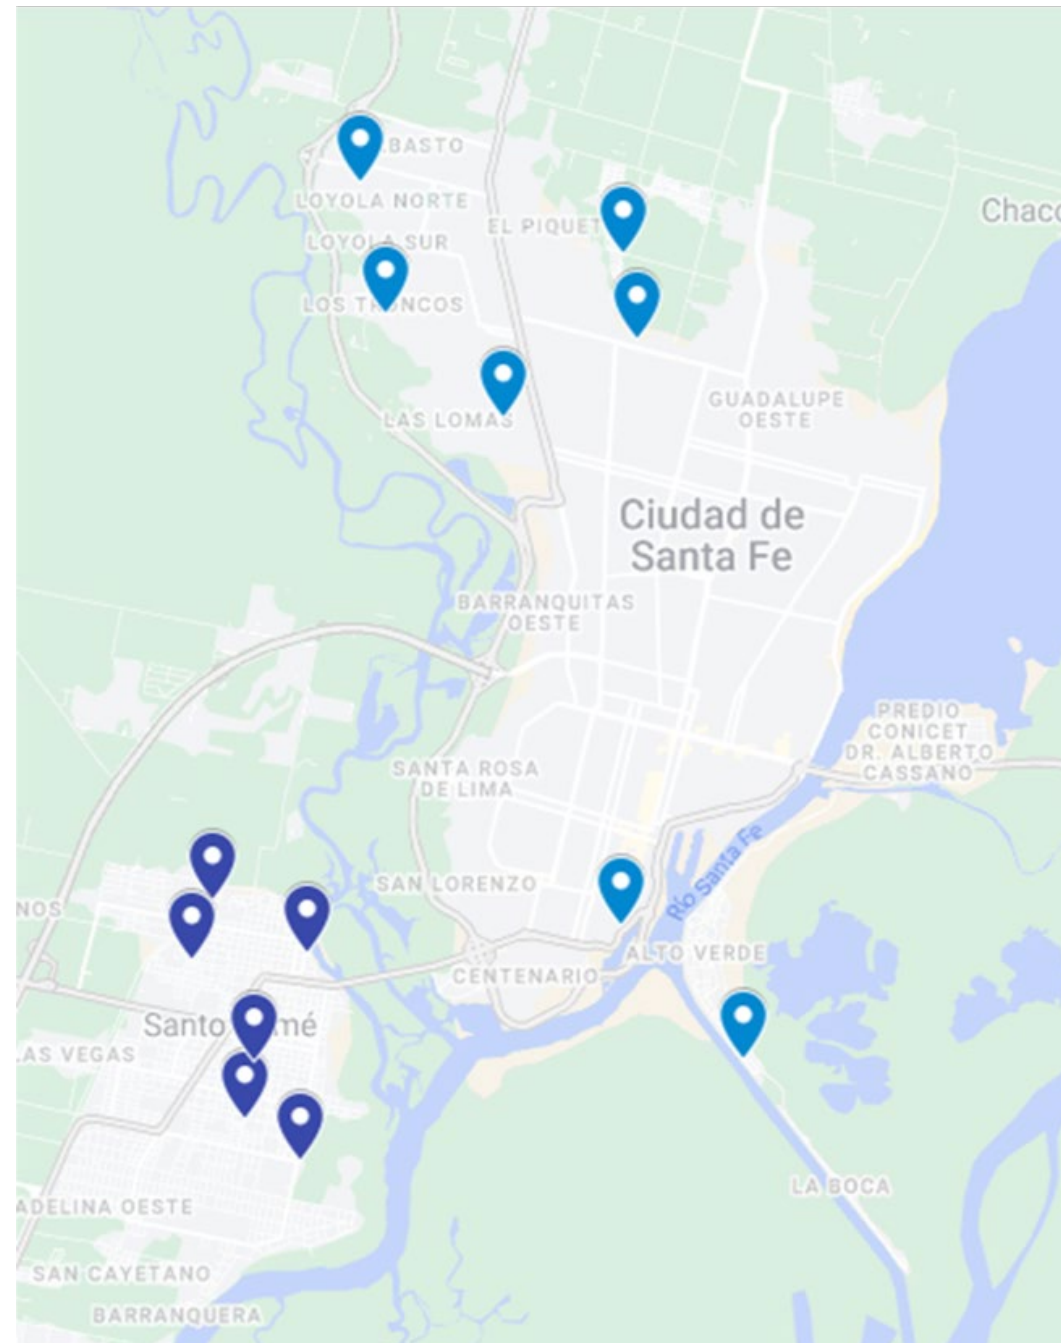 BASTO
LOYOLA NORTE
Chaco
EL PIQUET
LOYOLA SUR
LOS TRONCOS
GUADALUPE
OESTE
LAS LOMAS
Ciudad de
Santa Fe
BARRANQUITAS
OESTE
PREDIO
CONICET
DR. ALBERTO
CASSANO
SANTA ROSA
DE LIMA
Río Santa Fe
SAN LORENZO
NOS
ALTO VERDE
CENTENARIO
Santo mé
LAS VEGAS
LA BOCA
ADELINA OESTE
SAN CAYETANO
BARRANQUERA